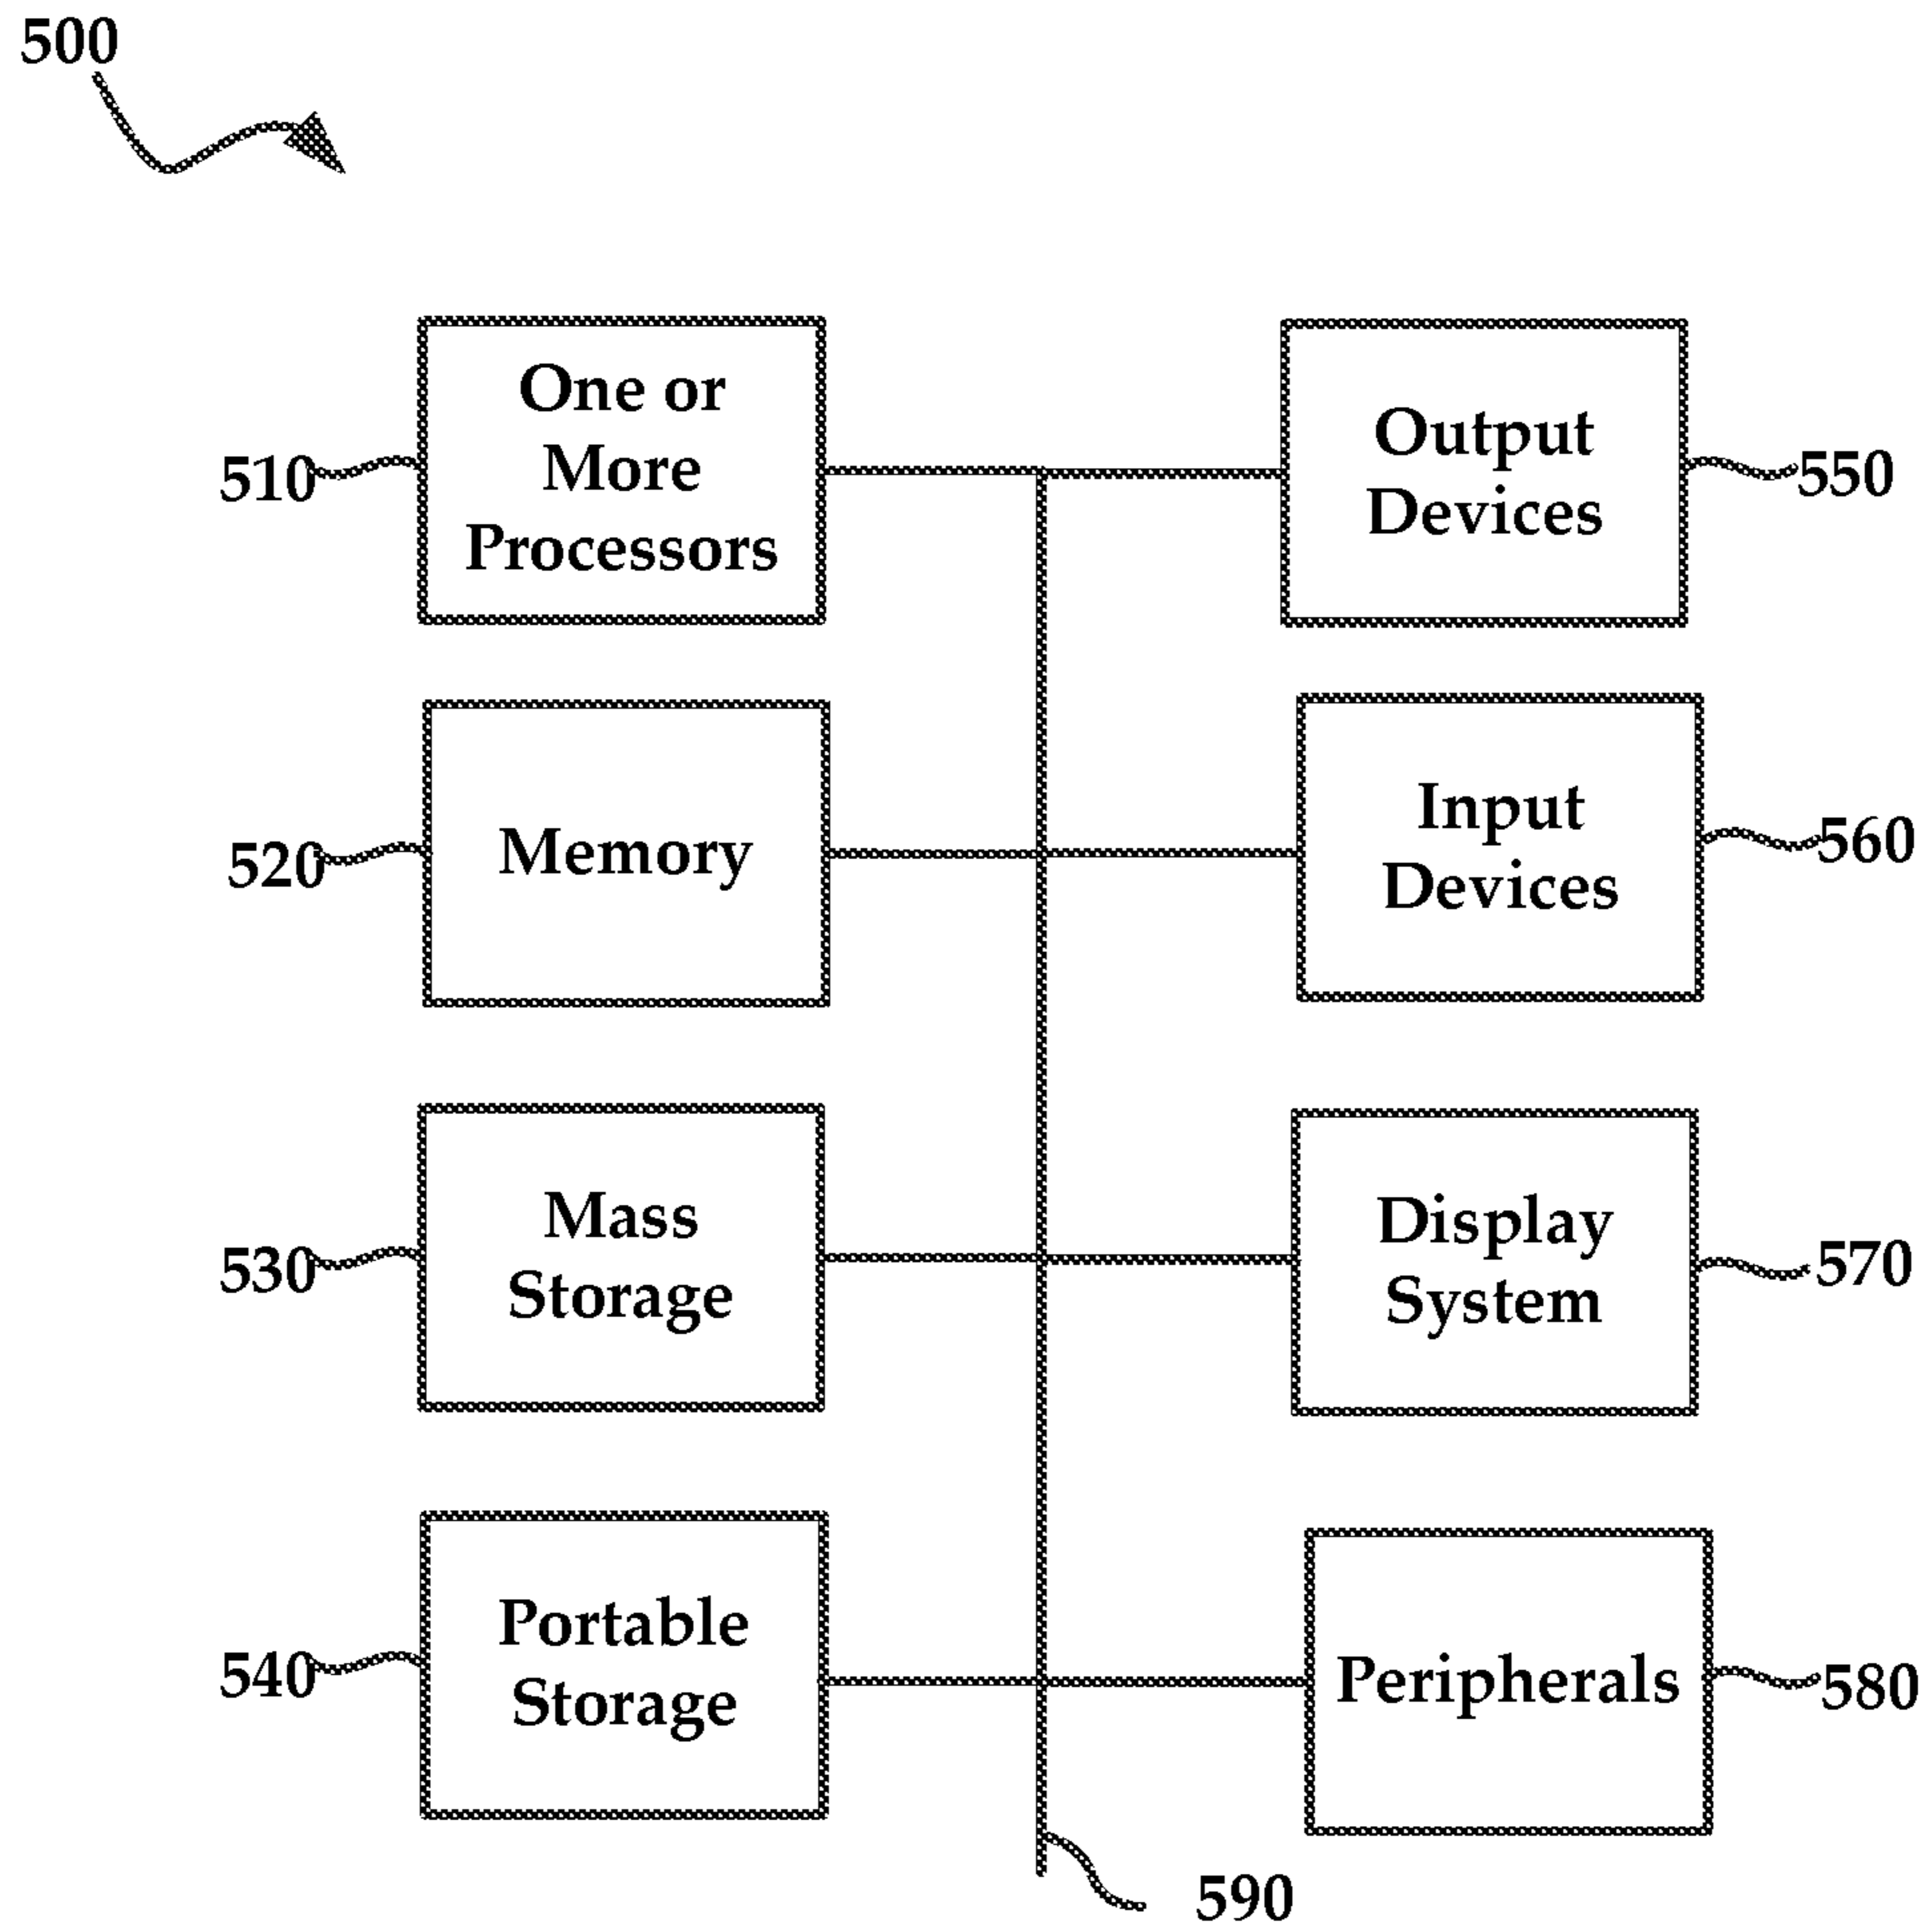 500
One or
More
Processors
510
Output
Devices
550
Memory
520
Input
Devices
560
Mass
Storage
530
Display
System
570
Portable
Storage
540
Peripherals
580
590